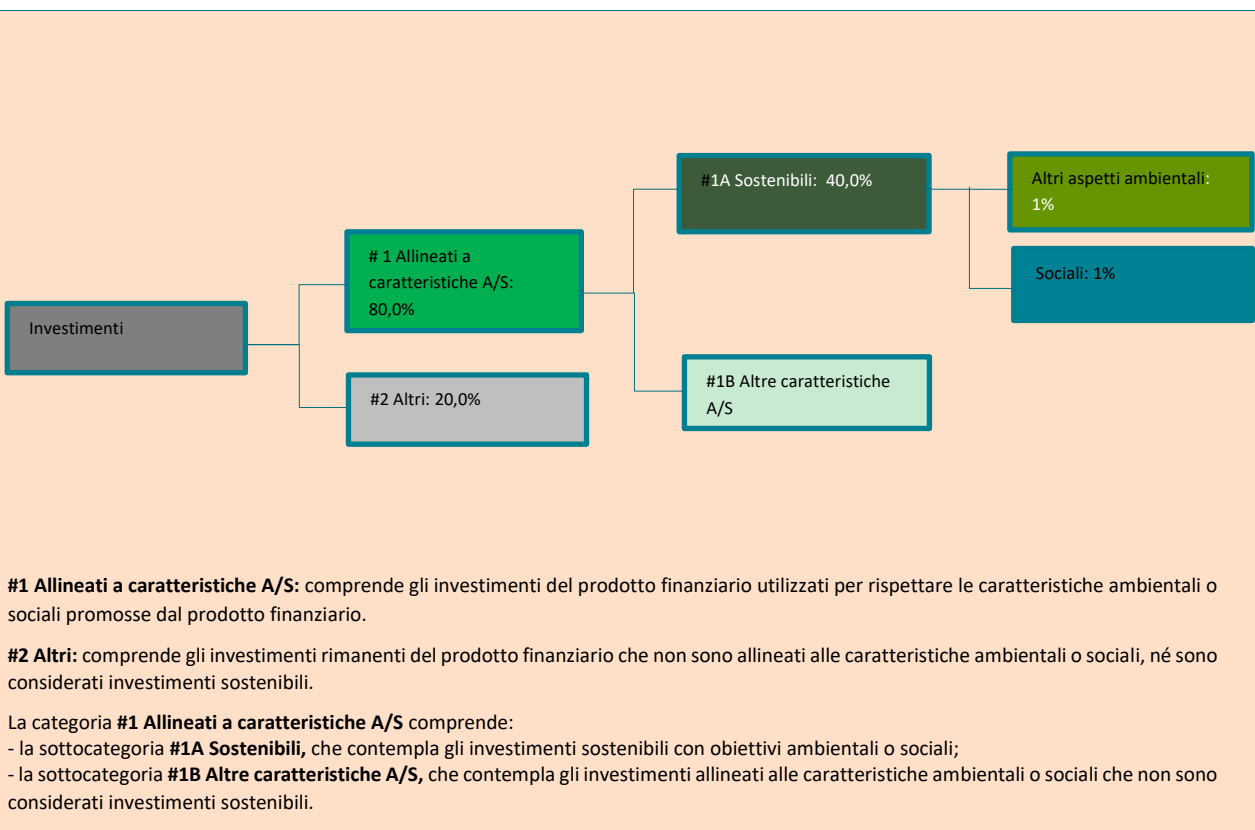 #1A Sostenibili: 40,0%
Altri aspetti ambientali:
1%
# 1 Allineati a
caratteristiche A/S:
80,0%
Sociali: 1%
Investimenti
#2 Altri: 20,0%
#1B Altre caratteristiche
A/S
#1 Allineati a caratteristiche A/S: comprende gli investimenti del prodotto finanziario utilizzati per rispettare le caratteristiche ambientali o
sociali promosse dal prodotto finanziario.
#2 Altri: comprende gli investimenti rimanenti del prodotto finanziario che non sono allineati alle caratteristiche ambientali o sociali, né sono
considerati investimenti sostenibili.
La categoria #1 Allineati a caratteristiche A/S comprende:
- la sottocategoria #1A Sostenibili, che contempla gli investimenti sostenibili con obiettivi ambientali o sociali;
- la sottocategoria #1B Altre caratteristiche A/S, che contempla gli investimenti allineati alle caratteristiche ambientali o sociali che non sono
considerati investimenti sostenibili.